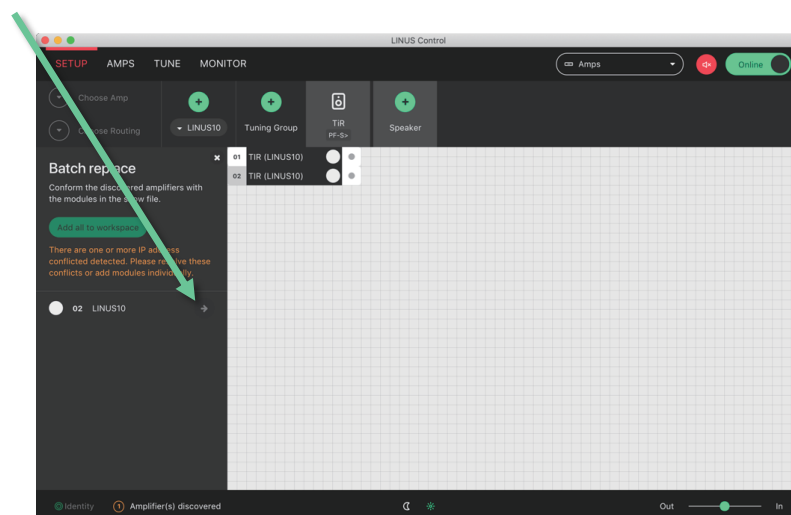 LINUS Control
SETUP AMPS TUNE MONITOR
Amps
Online
Choose Amp
Choose Routing
LINUS10
Tuning Group
TiR
PF-S>
Speaker
Batch replace
Conform the discovered amplifiers with
the modules in the show file.
Add all to workspace
There are one or more IP address
conflicted detected. Please resolve these
conflicts or add modules individually.
02 LINUS10
01 TIR (LINUS10)
02 TIR (LINUS10)
Identity
1 Amplifier(s) discovered
Out
In